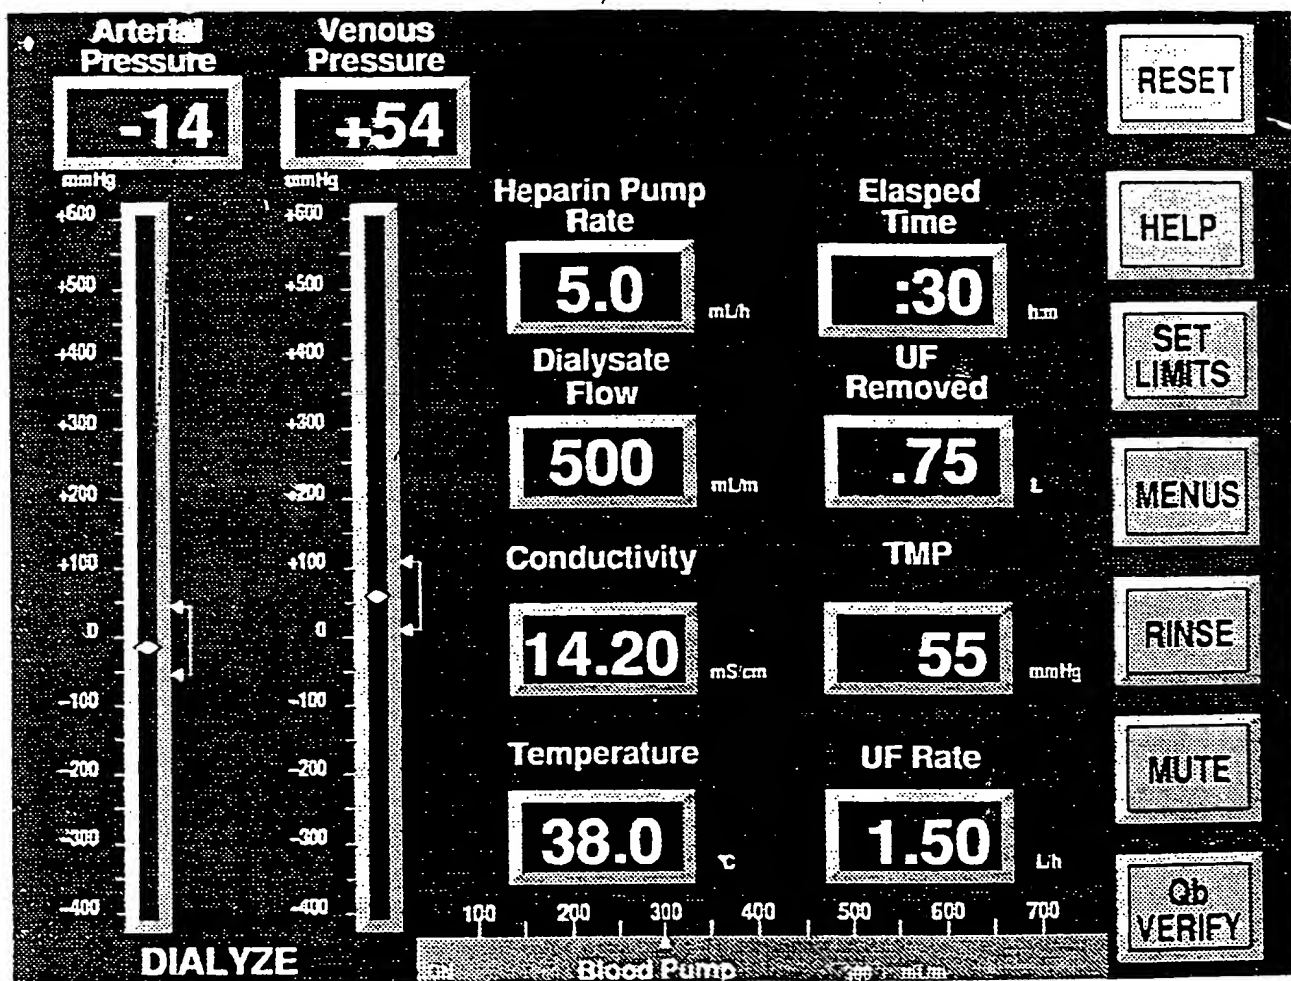 Arterial
Pressure
-14
mmHg
+600
+500
+400
+300
+200
+100
0
-100
-200
-300
-400
Venous
Pressure
+54
mmHg
+600
+500
+400
+300
+200
+100
0
-100
-200
-300
-400
DIALYZE
Heparin Pump
Rate
5.0 mL/h
Dialysate
Flow
500 mL/m
Conductivity
14.20 mS/cm
Temperature
38.0 °C
Elasped
Time
:30 h:m
UF
Removed
.75 L
TMP
55 mmHg
UF Rate
1.50 L/h
100 200 300 400 500 600 700
ON Blood Pump 300 mL/m
RESET
HELP
SET
LIMITS
MENUS
RINSE
MUTE
Qb
VERIFY